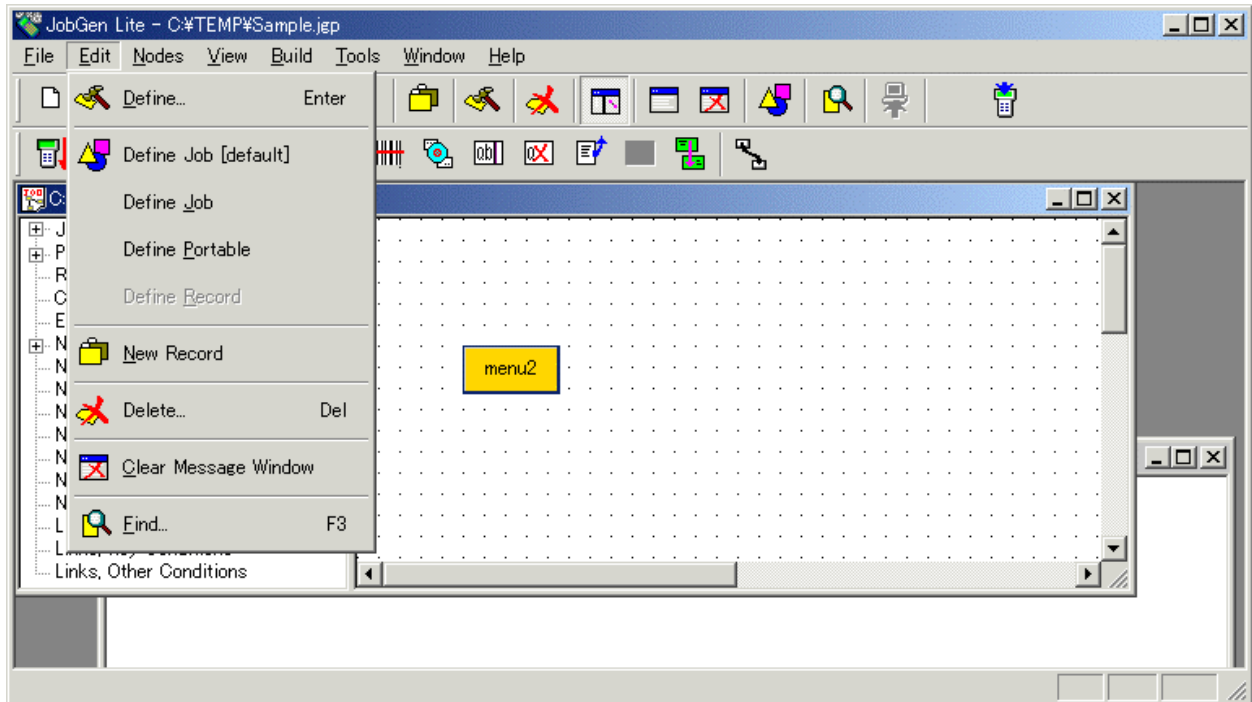 JobGen Lite - C:¥TEMP¥Sample.jgp
File Edit Nodes View Build Tools Window Help
Define... Enter
Define Job [default]
Define Job
Define Portable
Define Record
New Record
Delete... Del
Clear Message Window
Find... F3
C:
J
P
R
C
E
N
N
N
N
N
N
N
N
L
Links, Other Conditions
menu2